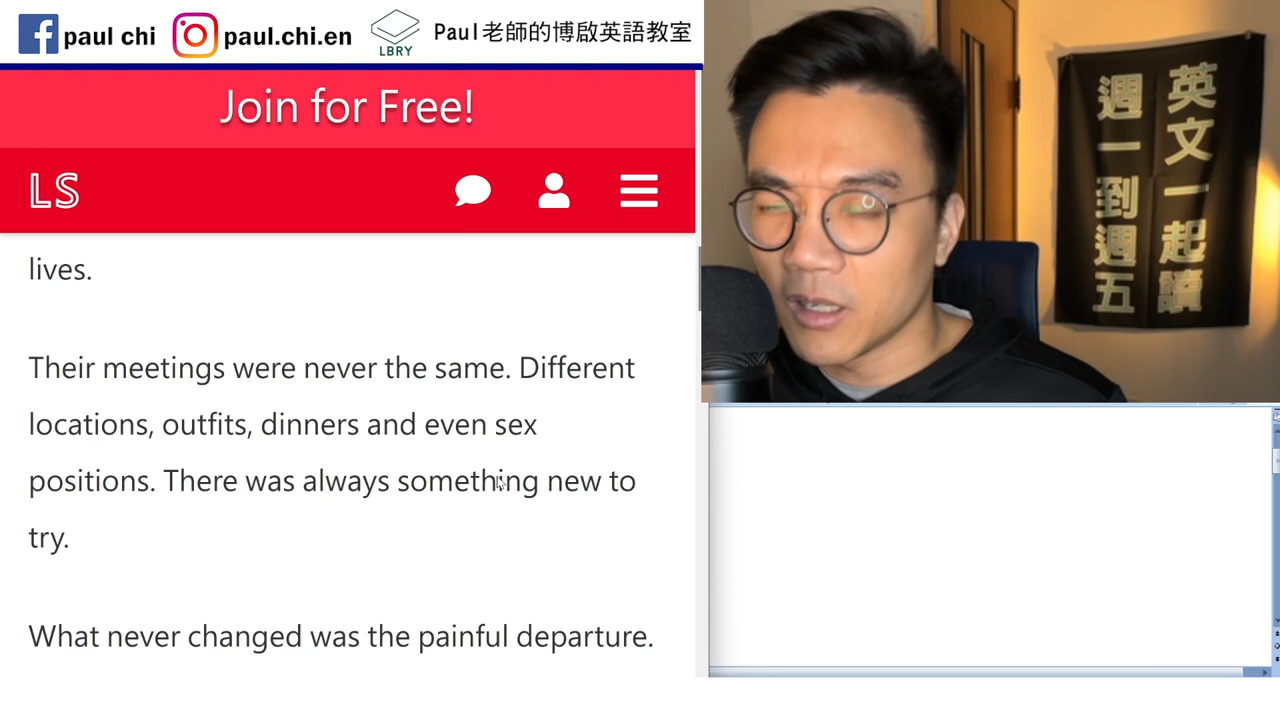 paul chi
paul.chi.en
LBRY
Paul老師的博啟英語教室
Join for Free!
LS
lives.
Their meetings were never the same. Different
locations, outfits, dinners and even sex
positions. There was always something new to
try.
What never changed was the painful departure.
英文一起讀
週一到週五